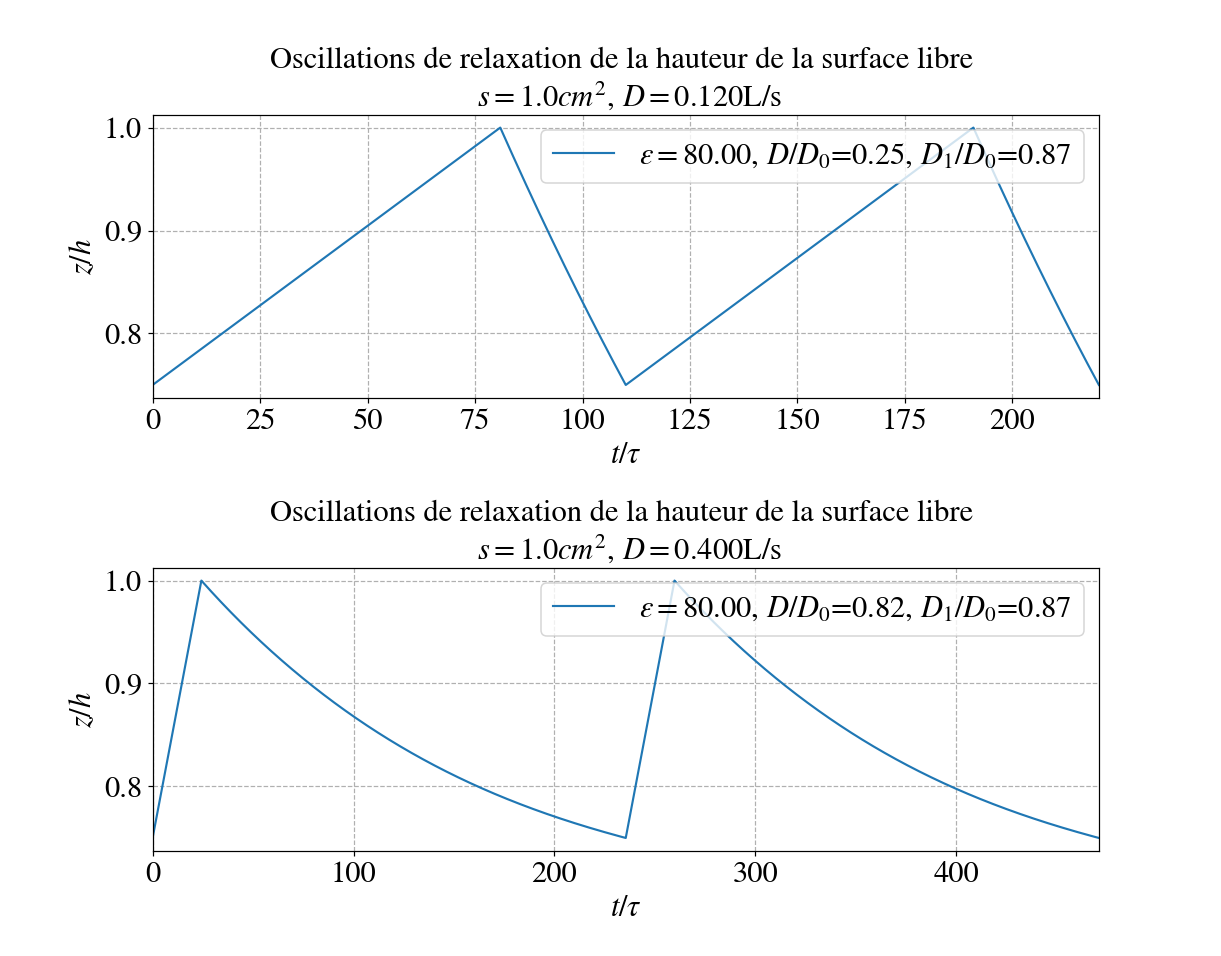 Oscillations de relaxation de la hauteur de la surface libre
s = 1.0cm², D = 0.120L/s
1.0
0.9
0.8
z/h
ε = 80.00, D/D₀=0.25, D₁/D₀=0.87
0 25 50 75 100 125 150 175 200
t/τ
Oscillations de relaxation de la hauteur de la surface libre
s = 1.0cm², D = 0.400L/s
1.0
0.9
0.8
z/h
ε = 80.00, D/D₀=0.82, D₁/D₀=0.87
0 100 200 300 400
t/τ